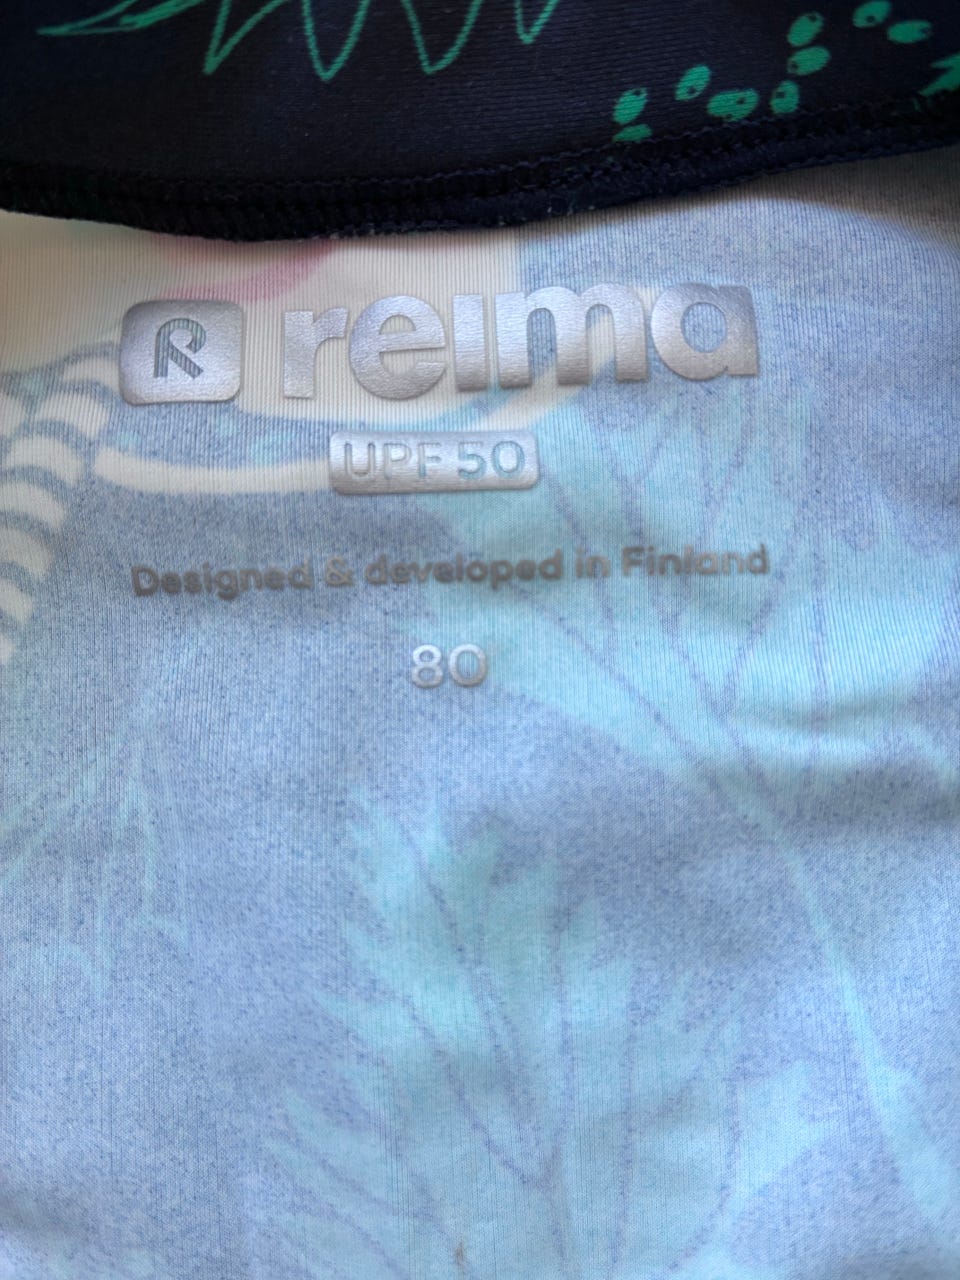 R reima
UPF 50
Designed & developed in Finland
80